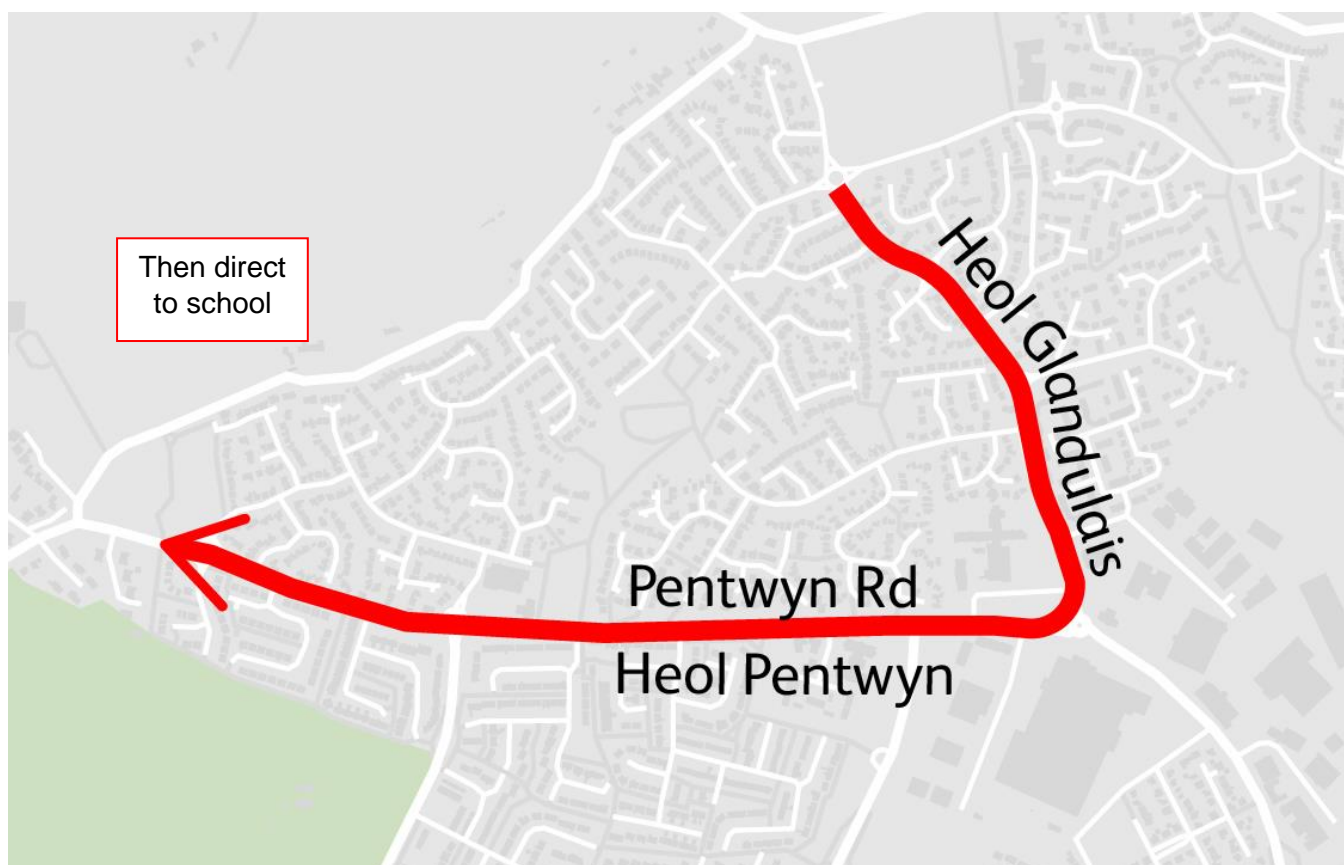 Then direct
to school
Heol Glandulais
Pentwyn Rd
Heol Pentwyn